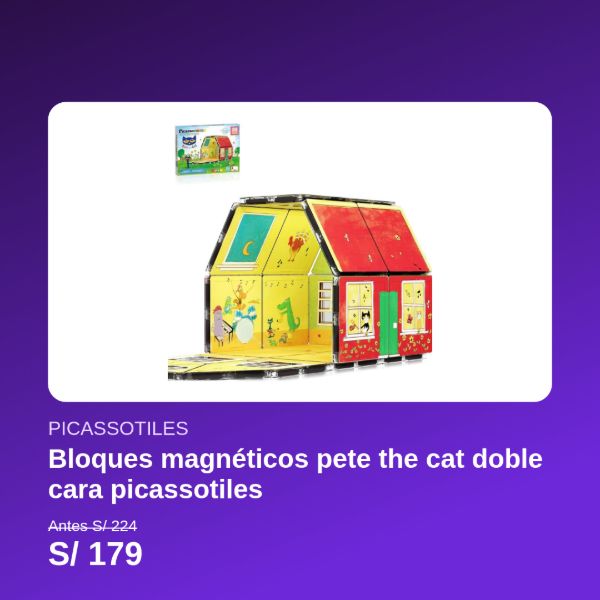 PICASSOTILES
Bloques magnéticos pete the cat doble
cara picassotiles
Antes S/ 224
S/ 179